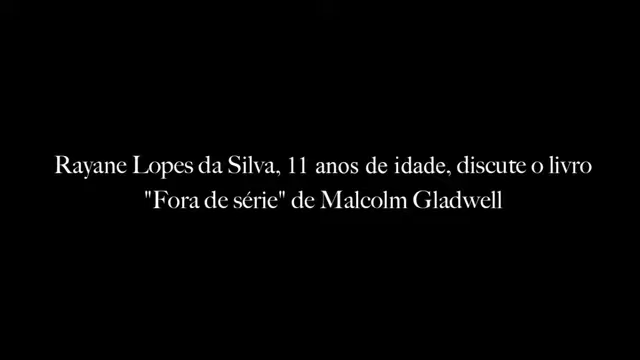 Rayane Lopes da Silva, 11 anos de idade, discute o livro
"Fora de série" de Malcolm Gladwell